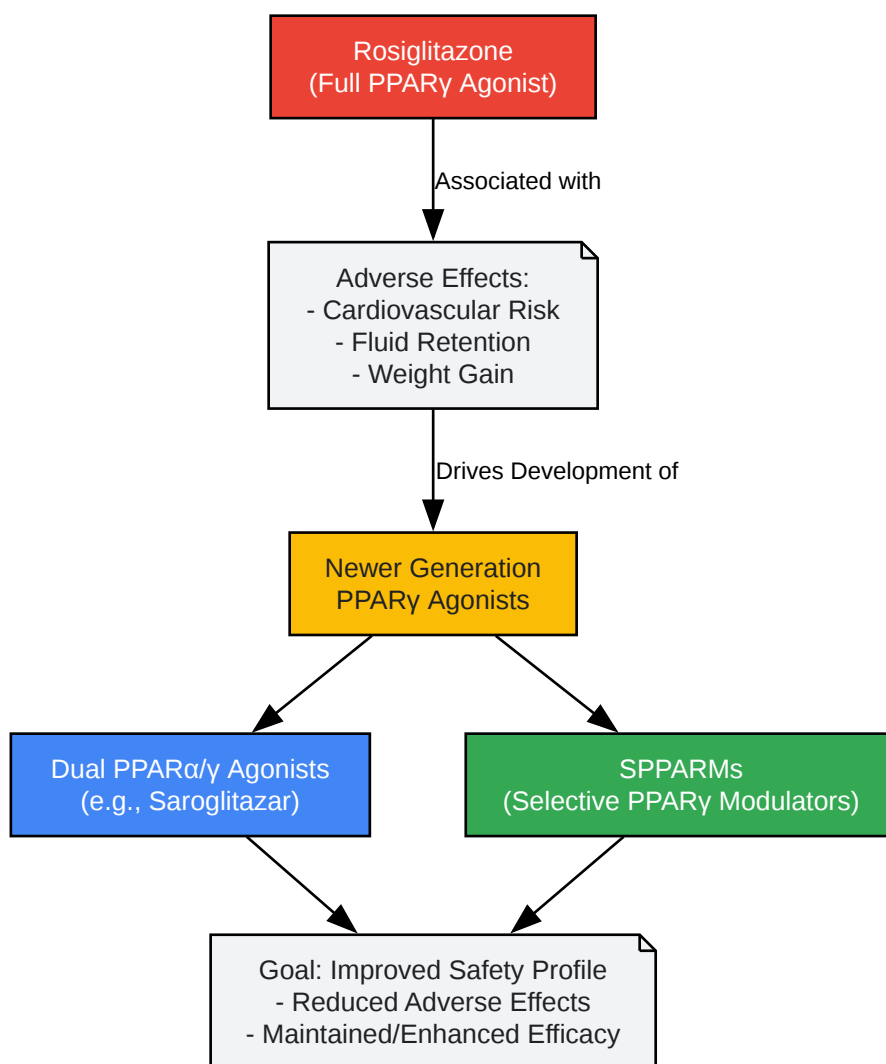 Rosiglitazone
(Full PPARγ Agonist)
Associated with
Adverse Effects:
- Cardiovascular Risk
- Fluid Retention
- Weight Gain
Drives Development of
Newer Generation
PPARγ Agonists
Dual PPARα/γ Agonists
(e.g., Saroglitazar)
SPPARMs
(Selective PPARγ Modulators)
Goal: Improved Safety Profile
- Reduced Adverse Effects
- Maintained/Enhanced Efficacy